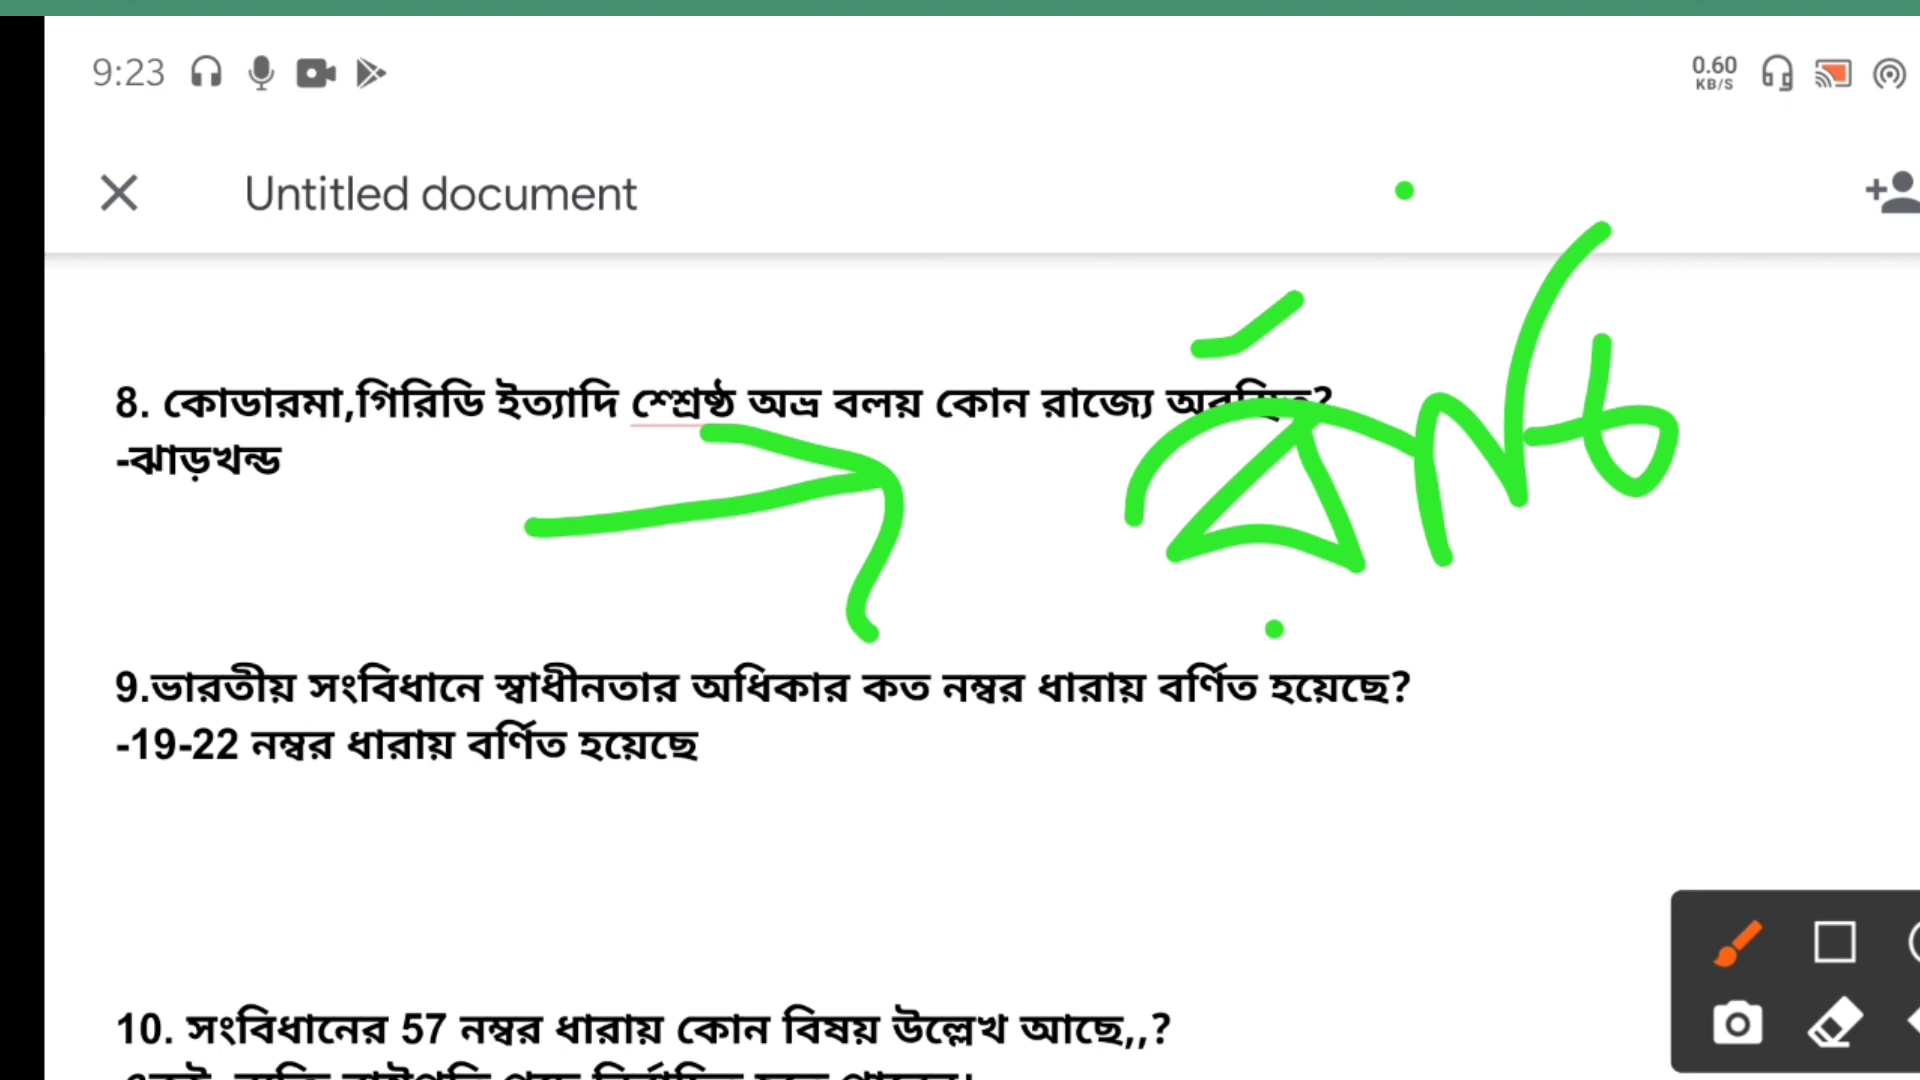 9:23
0.60
KB/S
Untitled document
8. কোডারমা,গিরিডি ইত্যাদি শ্শ্রেষ্ঠ অভ্র বলয় কোন রাজ্যে অবস্থিত?
-ঝাড়খন্ড
9.ভারতীয় সংবিধানে স্বাধীনতার অধিকার কত নম্বর ধারায় বর্ণিত হয়েছে?
-19-22 নম্বর ধারায় বর্ণিত হয়েছে
10. সংবিধানের 57 নম্বর ধারায় কোন বিষয় উল্লেখ আছে,,?